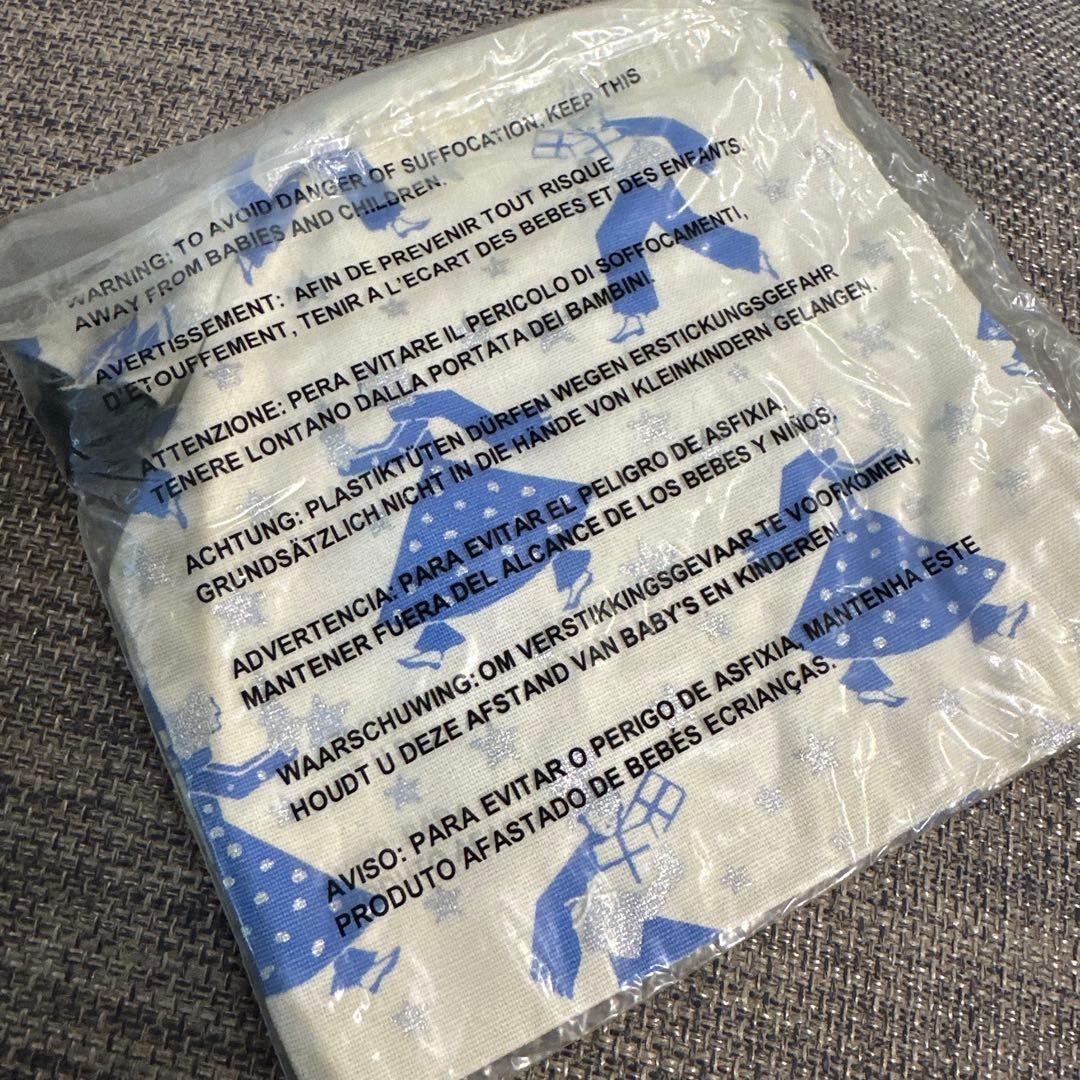 WARNING: TO AVOID DANGER OF SUFFOCATION, KEEP THIS
AWAY FROM BABIES AND CHILDREN.
AVERTISSEMENT: AFIN DE PREVENIR TOUT RISQUE
D'ETOUFFEMENT, TENIR A L'ECART DES BEBES ET DES ENFANTS.
ATTENZIONE: PERA EVITARE IL PERICOLO DI SOFFOCAMENTI,
TENERE LONTANO DALLA PORTATA DEI BAMBINI.
ACHTUNG: PLASTIKTÜTEN DÜRFEN WEGEN ERSTICKUNGSGEFAHR
GRUNDSÄTZLICH NICHT IN DIE HÄNDE VON KLEINKINDERN GELANGEN.
ADVERTENCIA: PARA EVITAR EL PELIGRO DE ASFIXIA,
MANTENER FUERA DEL ALCANCE DE LOS BEBES Y NIÑOS,
WAARSCHUWING: OM VERSTIKKINGSGEVAAR TE VOORKOMEN,
HOUDT U DEZE AFSTAND VAN BABY'S EN KINDEREN!
AVISO: PARA EVITAR O PERIGO DE ASFIXIA, MANTENHA ESTE
PRODUTO AFASTADO DE BEBÉS ECRIANÇAS.